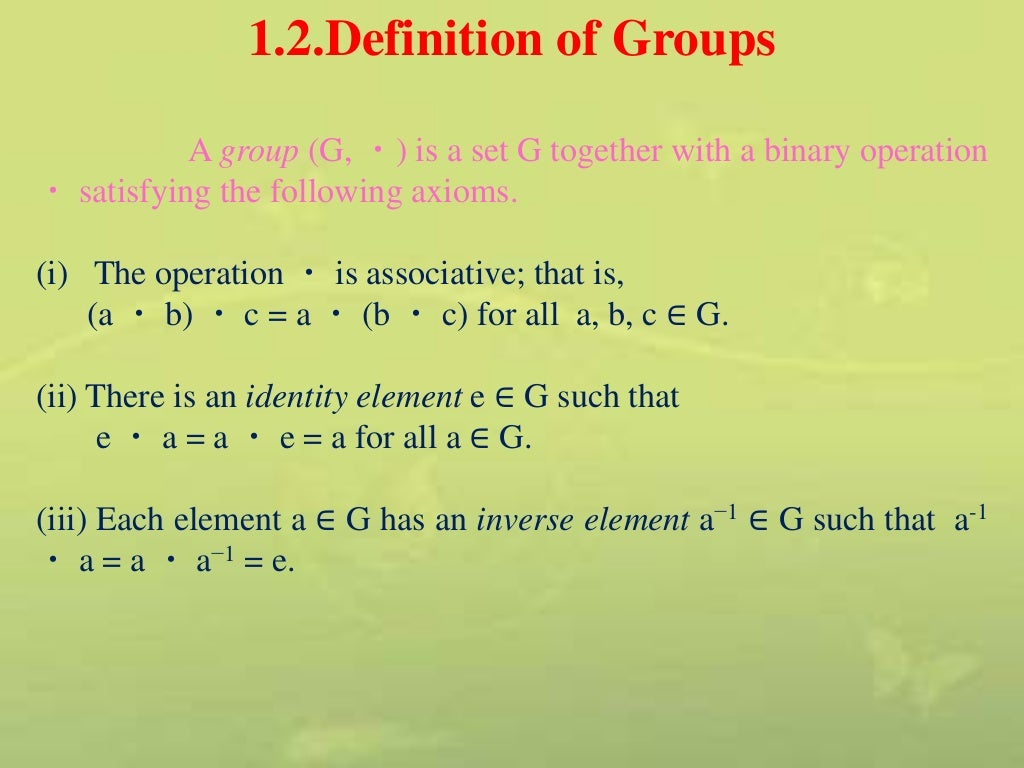 1.2.Definition of Groups
A group (G, ・ ) is a set G together with a binary operation
・ satisfying the following axioms.
(i) The operation ・ is associative; that is,
(a ・ b) ・ c = a ・ (b ・ c) for all a, b, c ∈ G.
(ii) There is an identity element e ∈ G such that
e ・ a = a ・ e = a for all a ∈ G.
(iii) Each element a ∈ G has an inverse element a⁻¹ ∈ G such that a⁻¹
・ a = a ・ a⁻¹ = e.